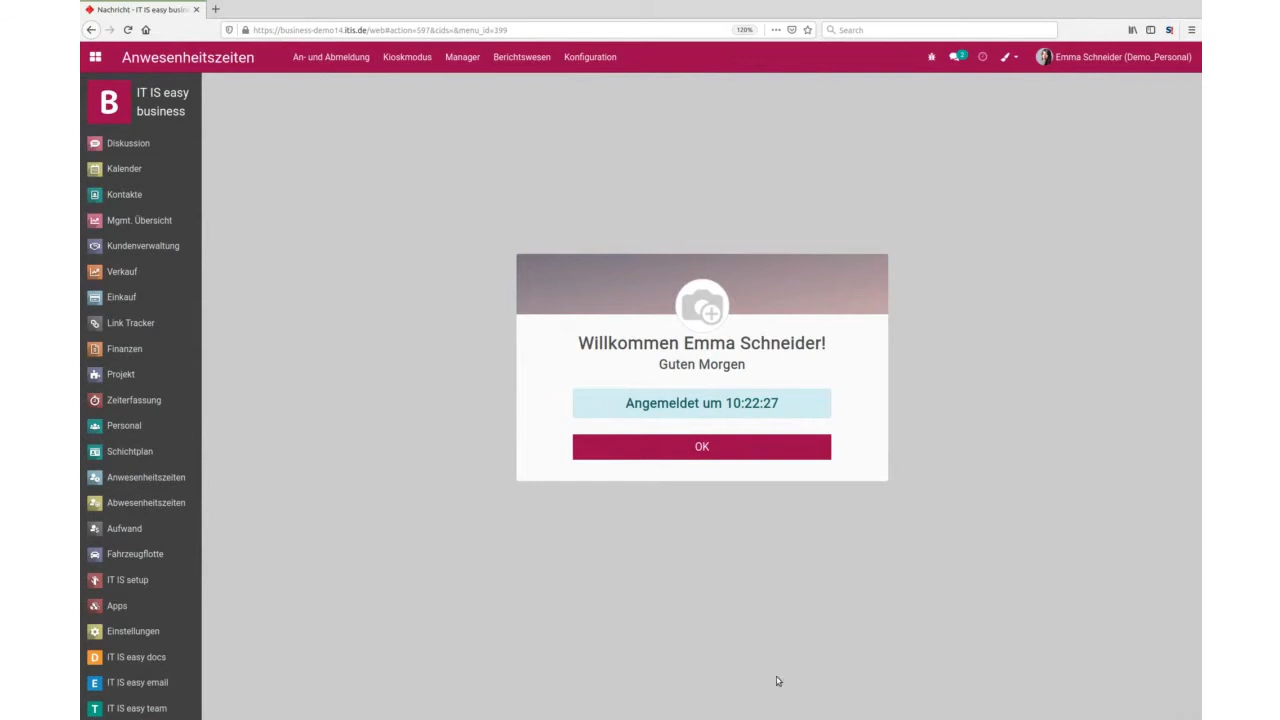 Nachricht - IT IS easy busin
https://business-demo14.itis.de/web#action=597&cids=&menu_id=399
120%
Search
Anwesenheitszeiten
An- und Abmeldung
Kioskmodus
Manager
Berichtswesen
Konfiguration
2
Emma Schneider (Demo_Personal)
B
IT IS easy
business
Diskussion
Kalender
Kontakte
Mgmt. Übersicht
Kundenverwaltung
Verkauf
Einkauf
Link Tracker
Finanzen
Projekt
Zeiterfassung
Personal
Schichtplan
Anwesenheitszeiten
Abwesenheitszeiten
Aufwand
Fahrzeugflotte
IT IS setup
Apps
Einstellungen
D IT IS easy docs
E IT IS easy email
T IT IS easy team
Willkommen Emma Schneider!
Guten Morgen
Angemeldet um 10:22:27
OK